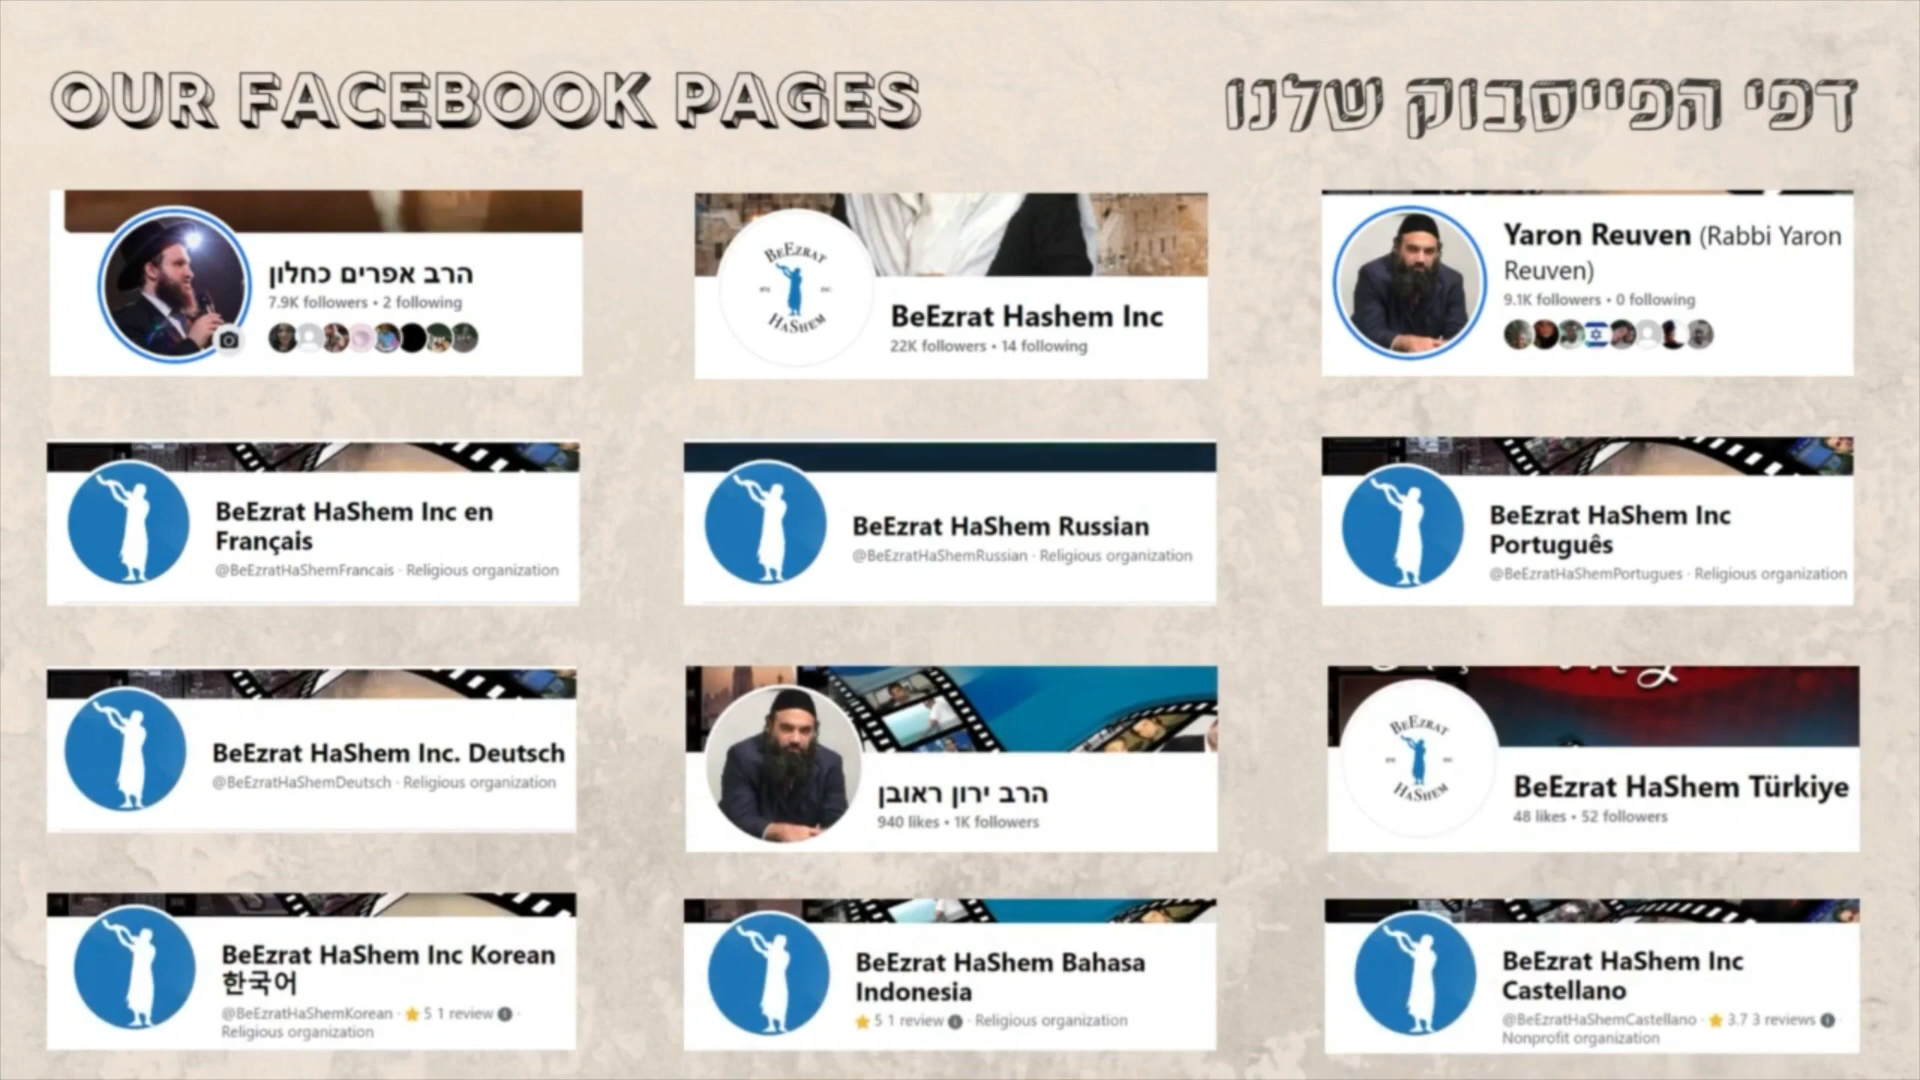 OUR FACEBOOK PAGES
דפי הפייסבוק שלנו
הרב אפרים כחלון
7.9K followers • 2 following
BEEZRAT
HASHEM
BeEzrat Hashem Inc
22K followers • 14 following
Yaron Reuven (Rabbi Yaron
Reuven)
9.1K followers • 0 following
BeEzrat HaShem Inc en
Français
@BeEzratHaShemFrancais · Religious organization
BeEzrat HaShem Russian
@BeEzratHaShemRussian · Religious organization
BeEzrat HaShem Inc
Português
@BeEzratHaShemPortugues · Religious organization
BeEzrat HaShem Inc. Deutsch
@BeEzratHaShemDeutsch · Religious organization
הרב ירון ראובן
940 likes • 1K followers
BEEZRAT
HASHEM
BeEzrat HaShem Türkiye
48 likes • 52 followers
BeEzrat HaShem Inc Korean
한국어
@BeEzratHaShemKorean · ⭐ 5 1 review ·
Religious organization
BeEzrat HaShem Bahasa
Indonesia
⭐ 5 1 review · Religious organization
BeEzrat HaShem Inc
Castellano
@BeEzratHaShemCastellano · ⭐ 3.7 3 reviews ·
Nonprofit organization